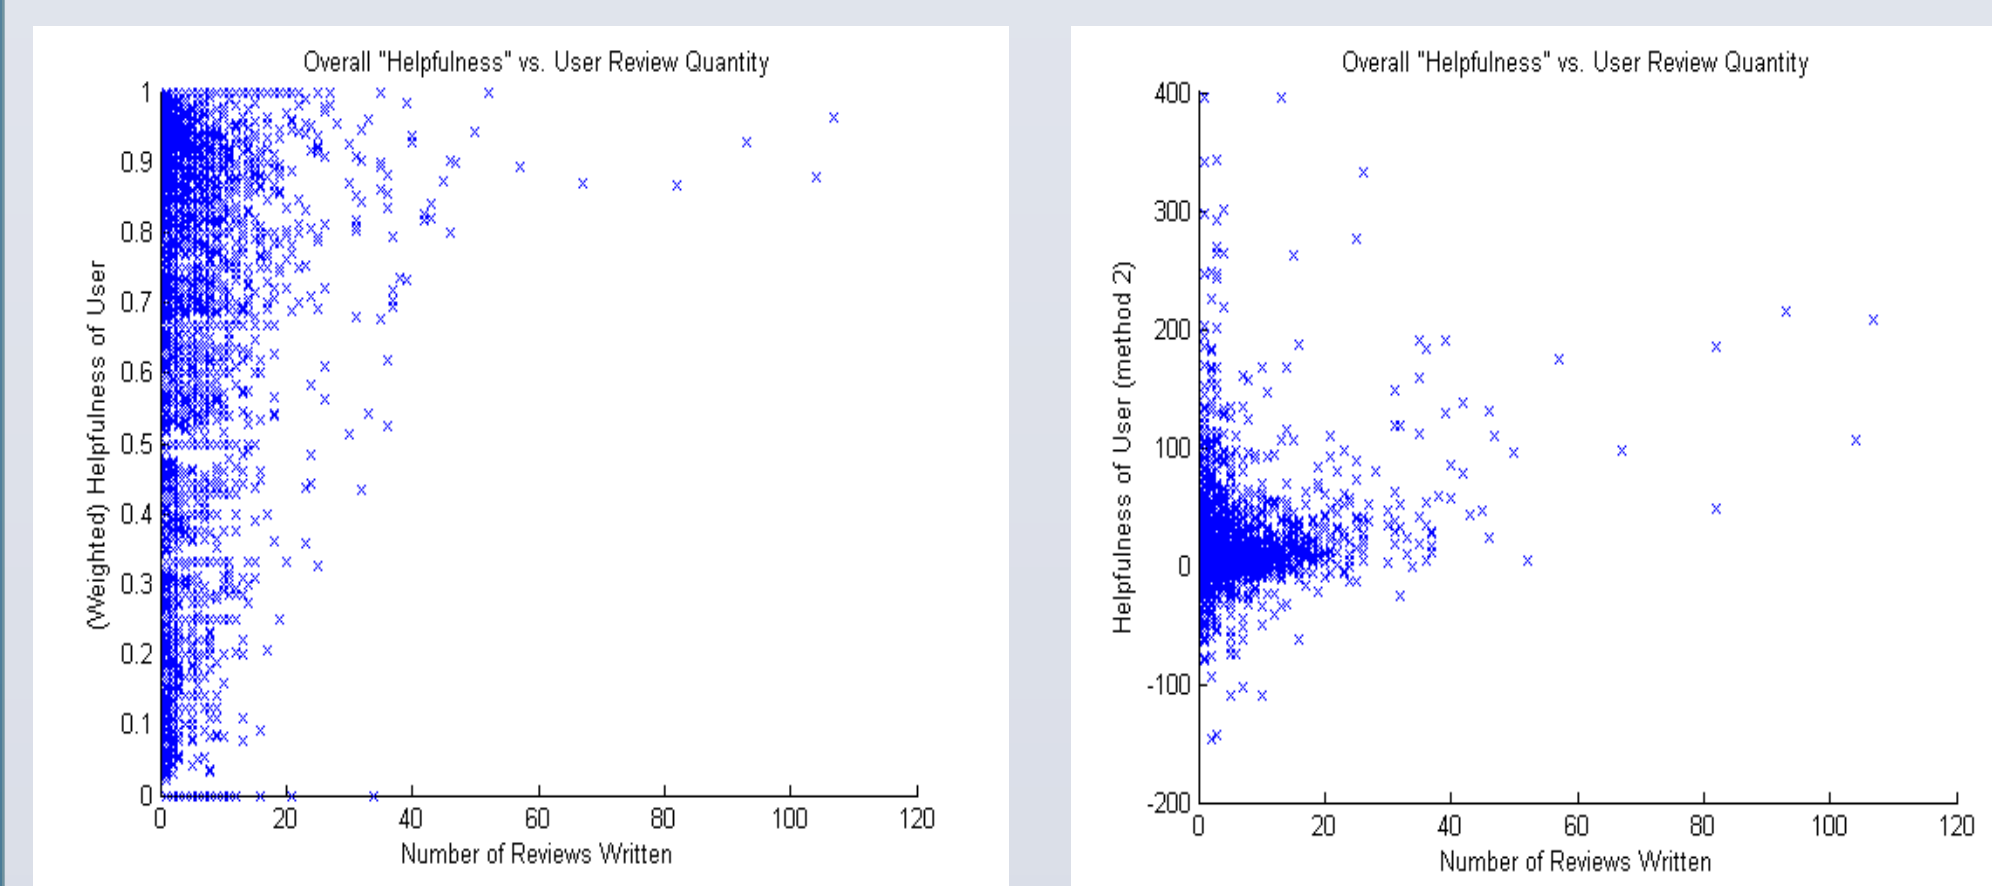 Overall "Helpfulness" vs. User Review Quantity
1
0.9
0.8
0.7
0.6
0.5
0.4
0.3
0.2
0.1
0
(Weighted) Helpfulness of User
0 20 40 60 80 100 120
Number of Reviews Written
Overall "Helpfulness" vs. User Review Quantity
400
300
200
100
0
-100
-200
Helpfulness of User (method 2)
0 20 40 60 80 100 120
Number of Reviews Written